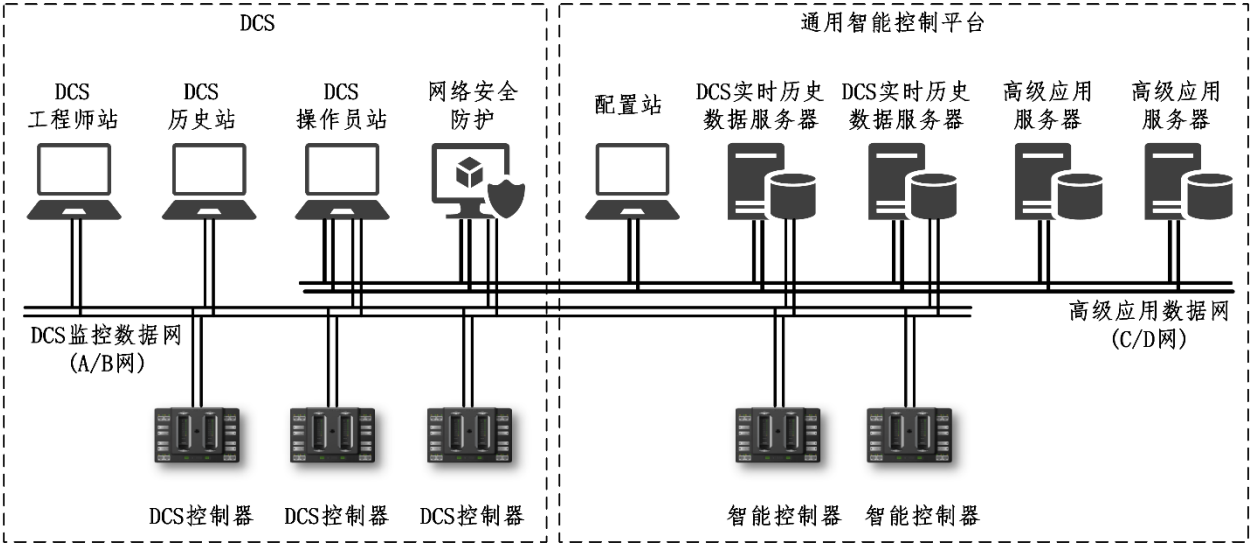 DCS
通用智能控制平台
DCS
工程师站
DCS
历史站
DCS
操作员站
网络安全
防护
配置站
DCS实时历史
数据服务器
DCS实时历史
数据服务器
高级应用
服务器
高级应用
服务器
DCS监控数据网
(A/B网)
高级应用数据网
(C/D网)
DCS控制器
DCS控制器
DCS控制器
智能控制器
智能控制器